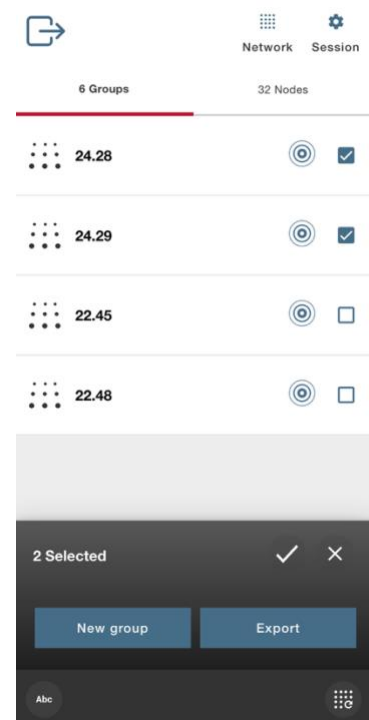 Network Session
6 Groups 32 Nodes
24.28
24.29
22.45
22.48
2 Selected
New group Export
Abc